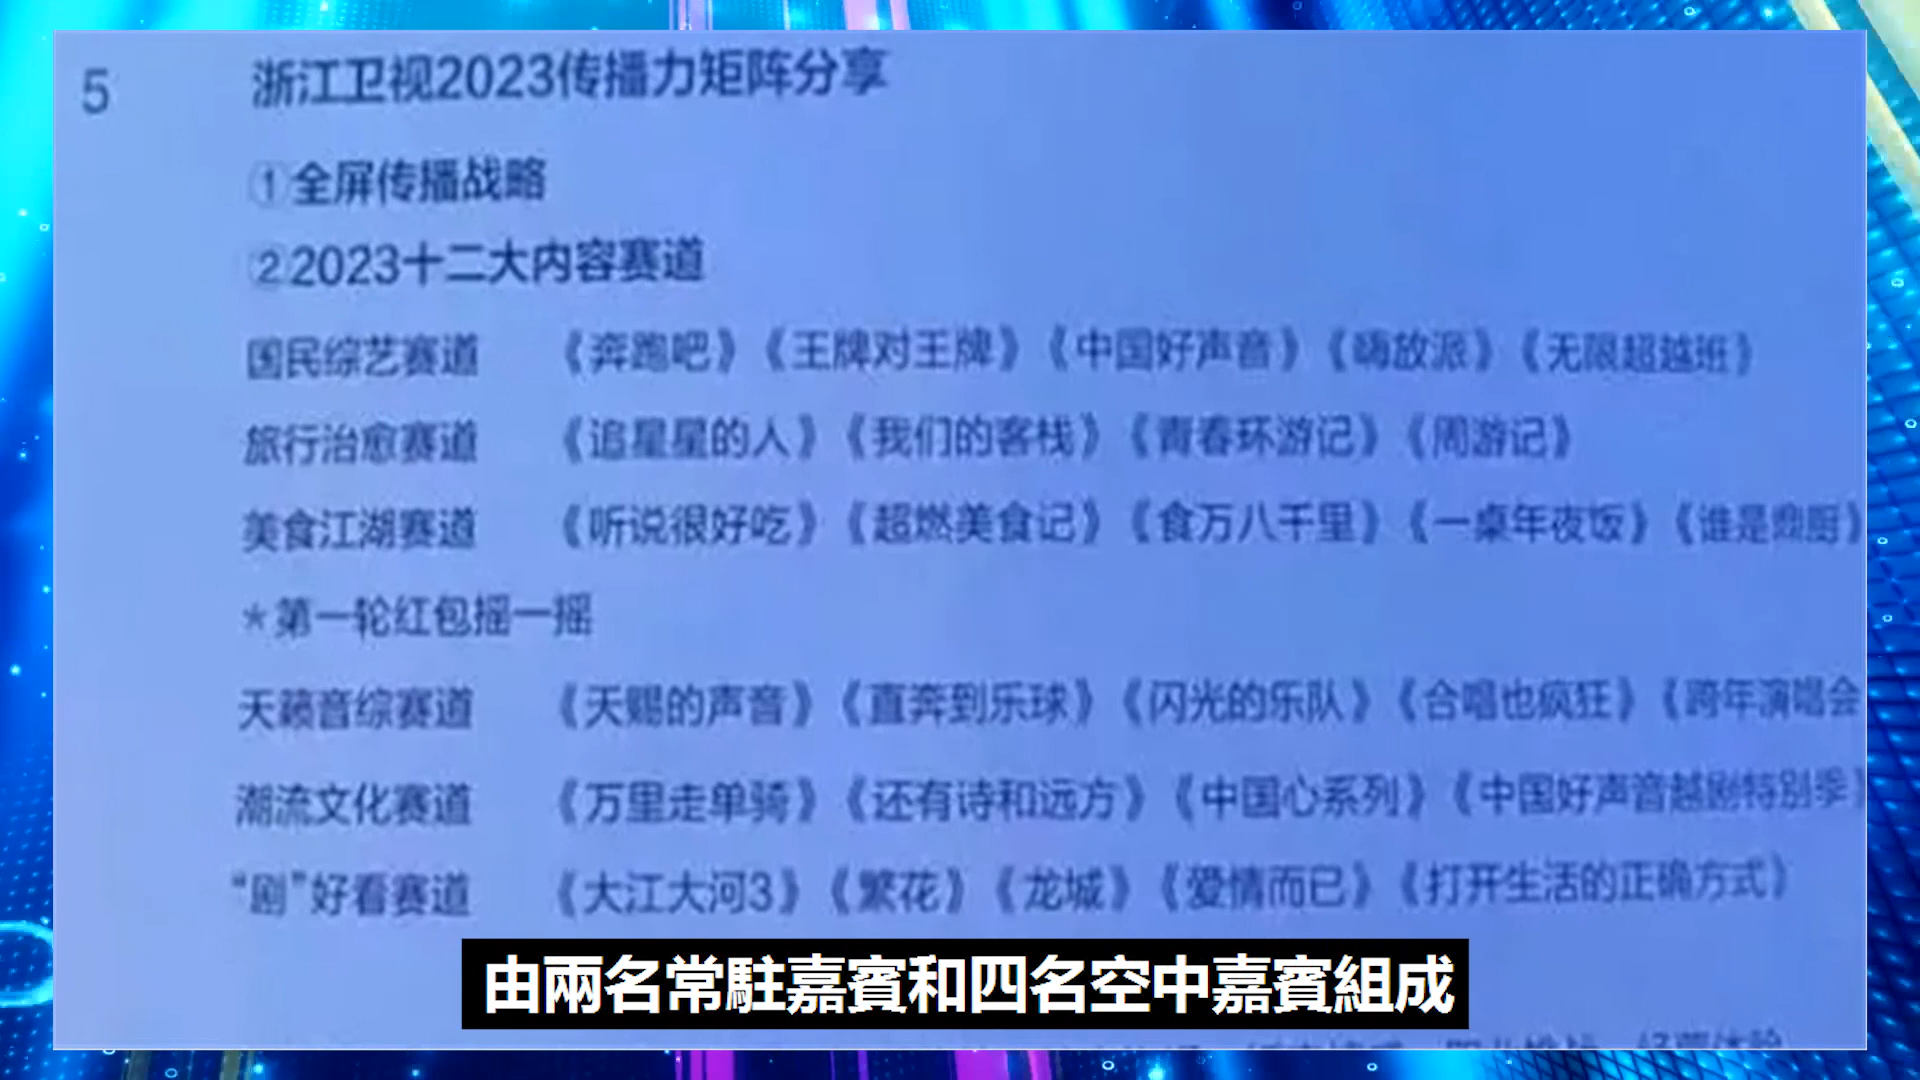 5 浙江卫视2023传播力矩阵分享
①全屏传播战略
②2023十二大内容赛道
国民综艺赛道 《奔跑吧》《王牌对王牌》《中国好声音》《嗨放派》《无限超越班》
旅行治愈赛道 《追星星的人》《我们的客栈》《青春环游记》《周游记》
美食江湖赛道 《听说很好吃》《超燃美食记》《食万八千里》《一桌年夜饭》《谁是鼎厨》
*第一轮红包摇一摇
天籁音综赛道 《天赐的声音》《直奔到乐球》《闪光的乐队》《合唱也疯狂》《跨年演唱会
潮流文化赛道 《万里走单骑》《还有诗和远方》《中国心系列》《中国好声音越剧特别季》
“剧”好看赛道 《大江大河3》《繁花》《龙城》《爱情而已》《打开生活的正确方式》
由兩名常駐嘉賓和四名空中嘉賓組成